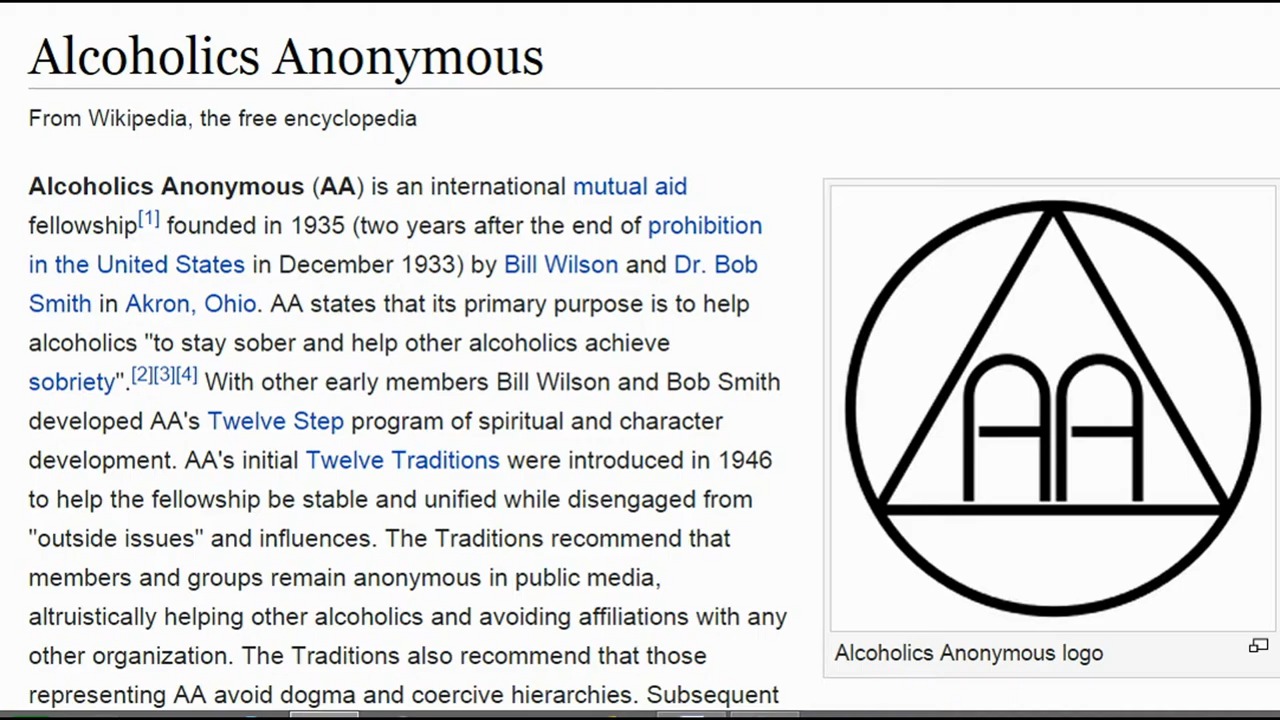 Alcoholics Anonymous
From Wikipedia, the free encyclopedia
Alcoholics Anonymous (AA) is an international mutual aid
fellowship[1] founded in 1935 (two years after the end of prohibition
in the United States in December 1933) by Bill Wilson and Dr. Bob
Smith in Akron, Ohio. AA states that its primary purpose is to help
alcoholics "to stay sober and help other alcoholics achieve
sobriety".[2][3][4] With other early members Bill Wilson and Bob Smith
developed AA's Twelve Step program of spiritual and character
development. AA's initial Twelve Traditions were introduced in 1946
to help the fellowship be stable and unified while disengaged from
"outside issues" and influences. The Traditions recommend that
members and groups remain anonymous in public media,
altruistically helping other alcoholics and avoiding affiliations with any
other organization. The Traditions also recommend that those
representing AA avoid dogma and coercive hierarchies. Subsequent
AA
Alcoholics Anonymous logo